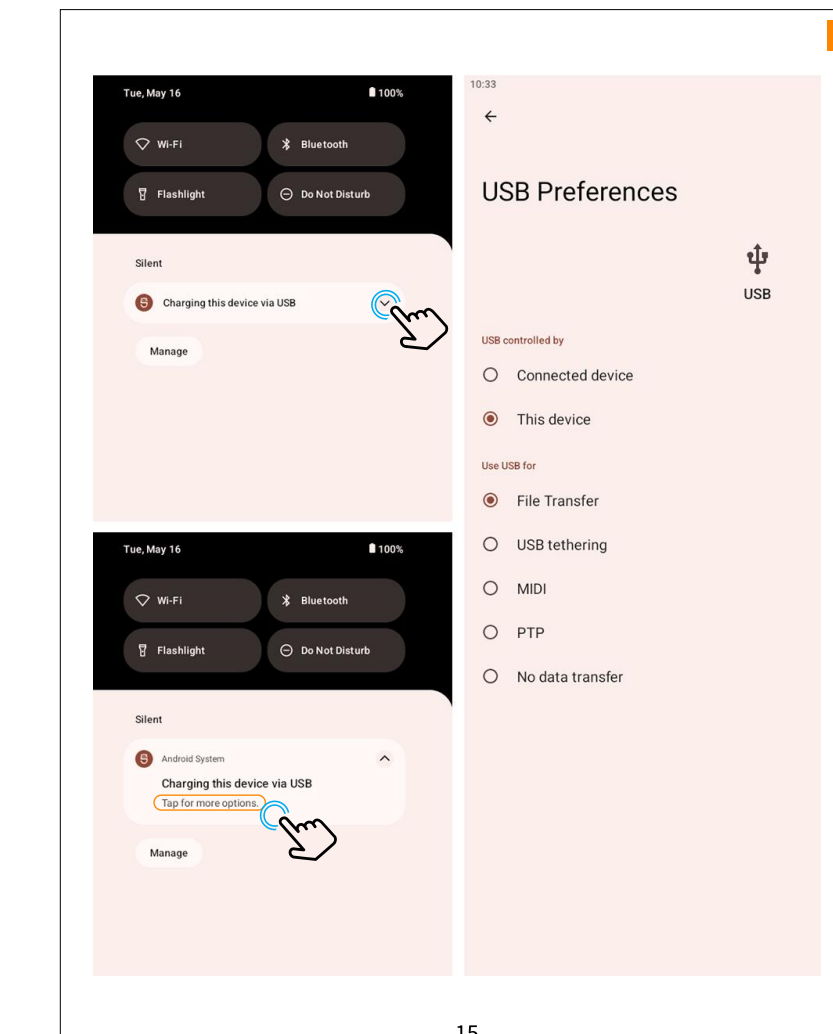 Tue, May 16 100%
Wi-Fi Bluetooth
Flashlight Do Not Disturb
Silent
Charging this device via USB
Manage
Tue, May 16 100%
Wi-Fi Bluetooth
Flashlight Do Not Disturb
Silent
Android System
Charging this device via USB
Tap for more options.
Manage
10:33
USB Preferences
USB
USB controlled by
Connected device
This device
Use USB for
File Transfer
USB tethering
MIDI
PTP
No data transfer
15